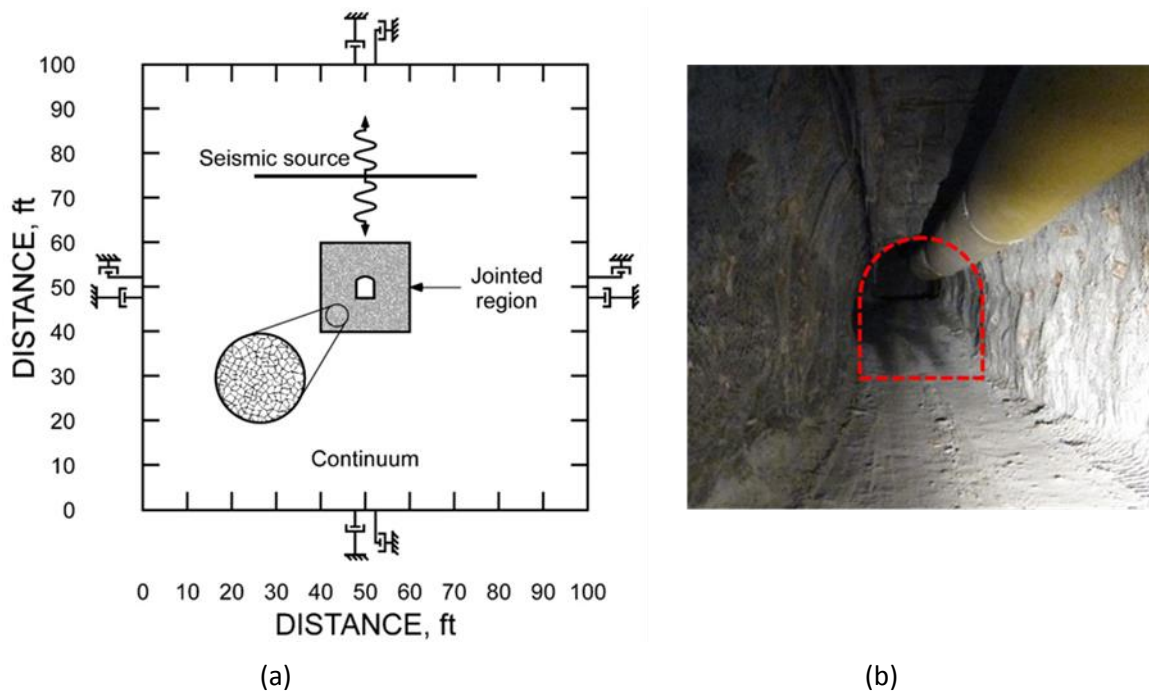 100
90
80
70
60
50
40
30
20
10
0
DISTANCE, ft
Seismic source
Jointed
region
Continuum
0 10 20 30 40 50 60 70 80 90 100
DISTANCE, ft
(a)
(b)